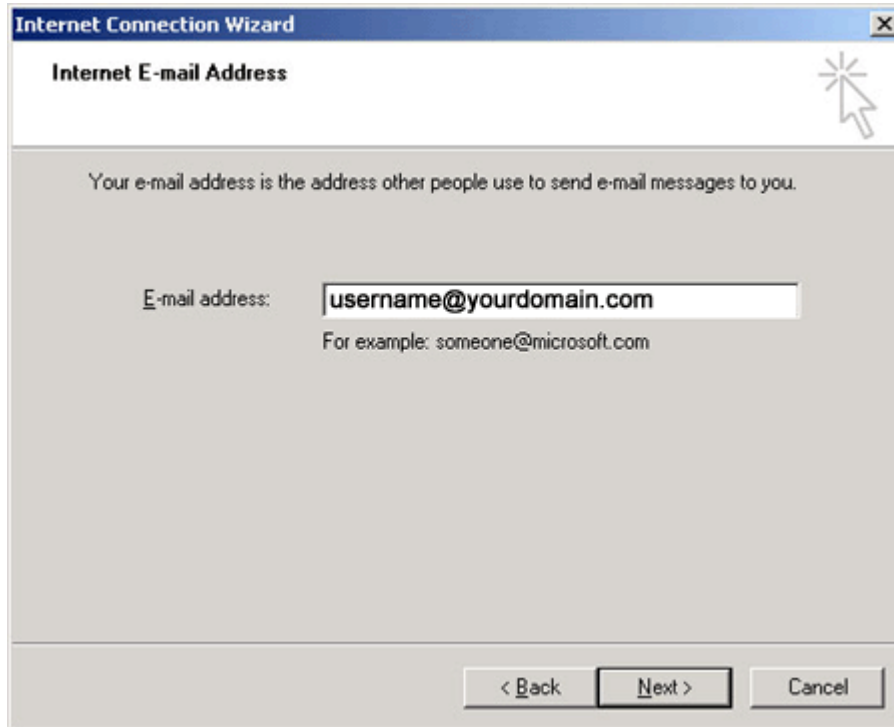 Internet Connection Wizard
Internet E-mail Address
Your e-mail address is the address other people use to send e-mail messages to you.
E-mail address: username@yourdomain.com
For example: someone@microsoft.com
< Back Next > Cancel